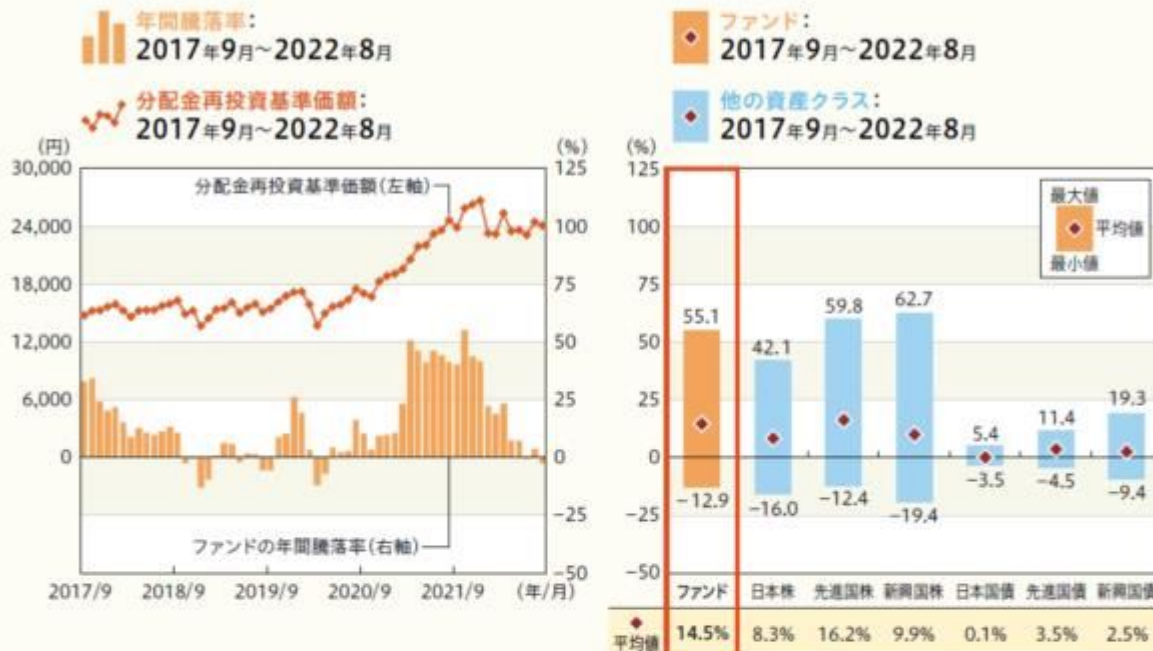 年間騰落率:
2017年9月~2022年8月
分配金再投資基準価額:
2017年9月~2022年8月
(円)
(%)
30,000
24,000
18,000
12,000
6,000
0
125
100
75
50
25
0
−25
−50
分配金再投資基準価額(左軸)
ファンドの年間騰落率(右軸)
2017/9 2018/9 2019/9 2020/9 2021/9 (年/月)
ファンド:
2017年9月~2022年8月
他の資産クラス:
2017年9月~2022年8月
(%)
125
100
75
50
25
0
−25
−50
最大値
平均値
最小値
55.1 42.1 59.8 62.7 5.4 11.4 19.3
−12.9 −16.0 −12.4 −19.4 −3.5 −4.5 −9.4
ファンド 日本株 先進国株 新興国株 日本国債 先進国債 新興国債
平均値 14.5% 8.3% 16.2% 9.9% 0.1% 3.5% 2.5%